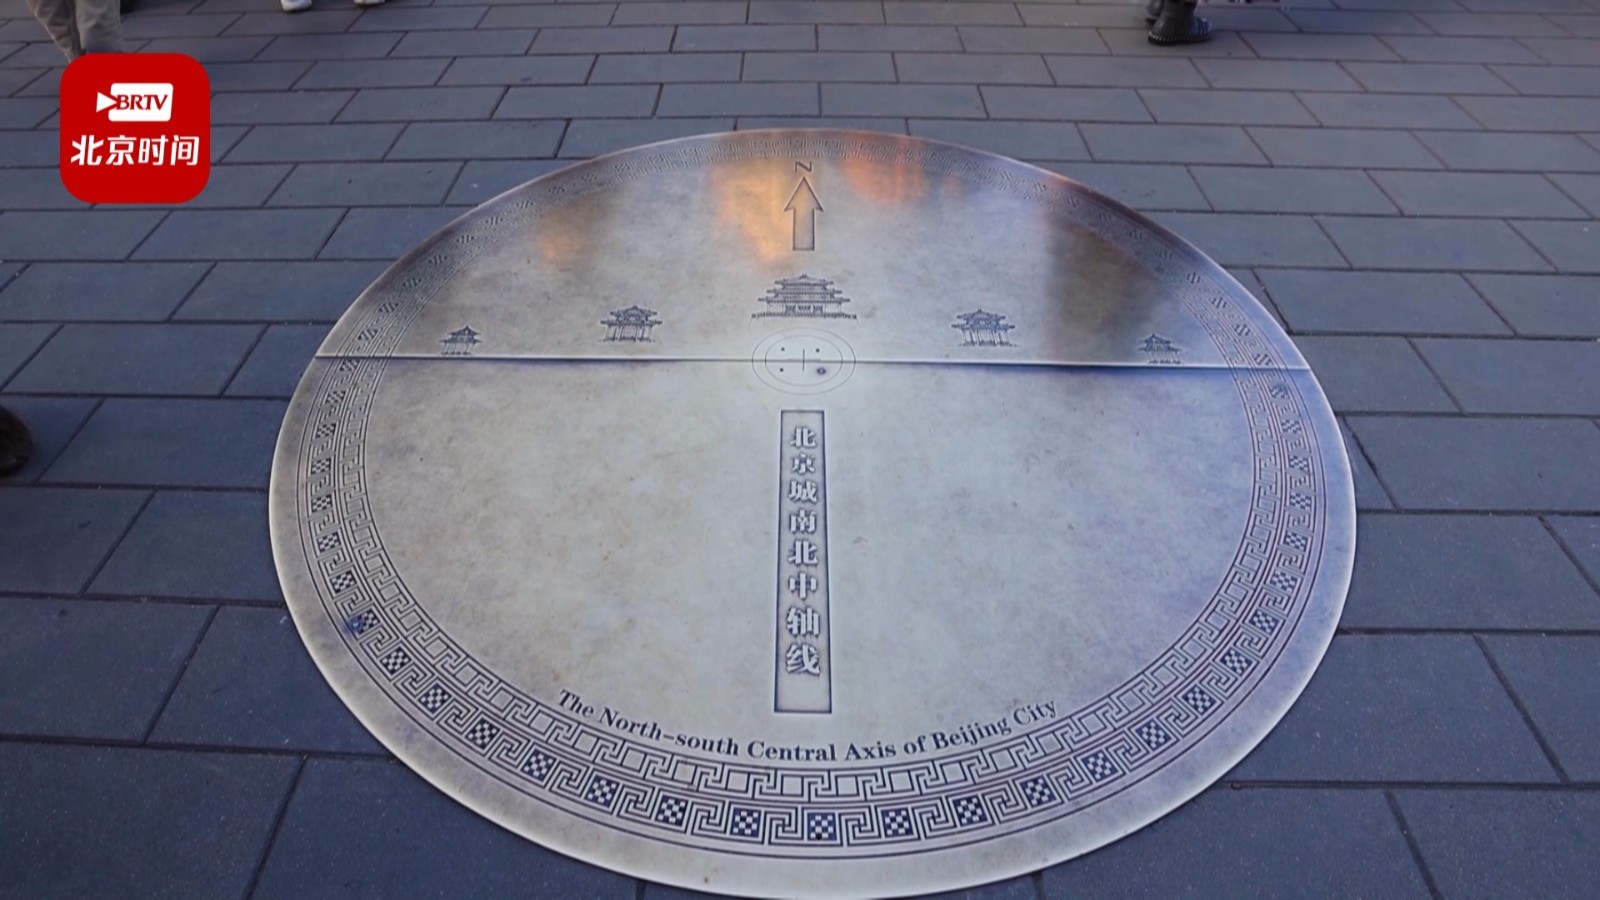 BRTV
北京时间
N
北京城南北中轴线
The North-south Central Axis of Beijing City